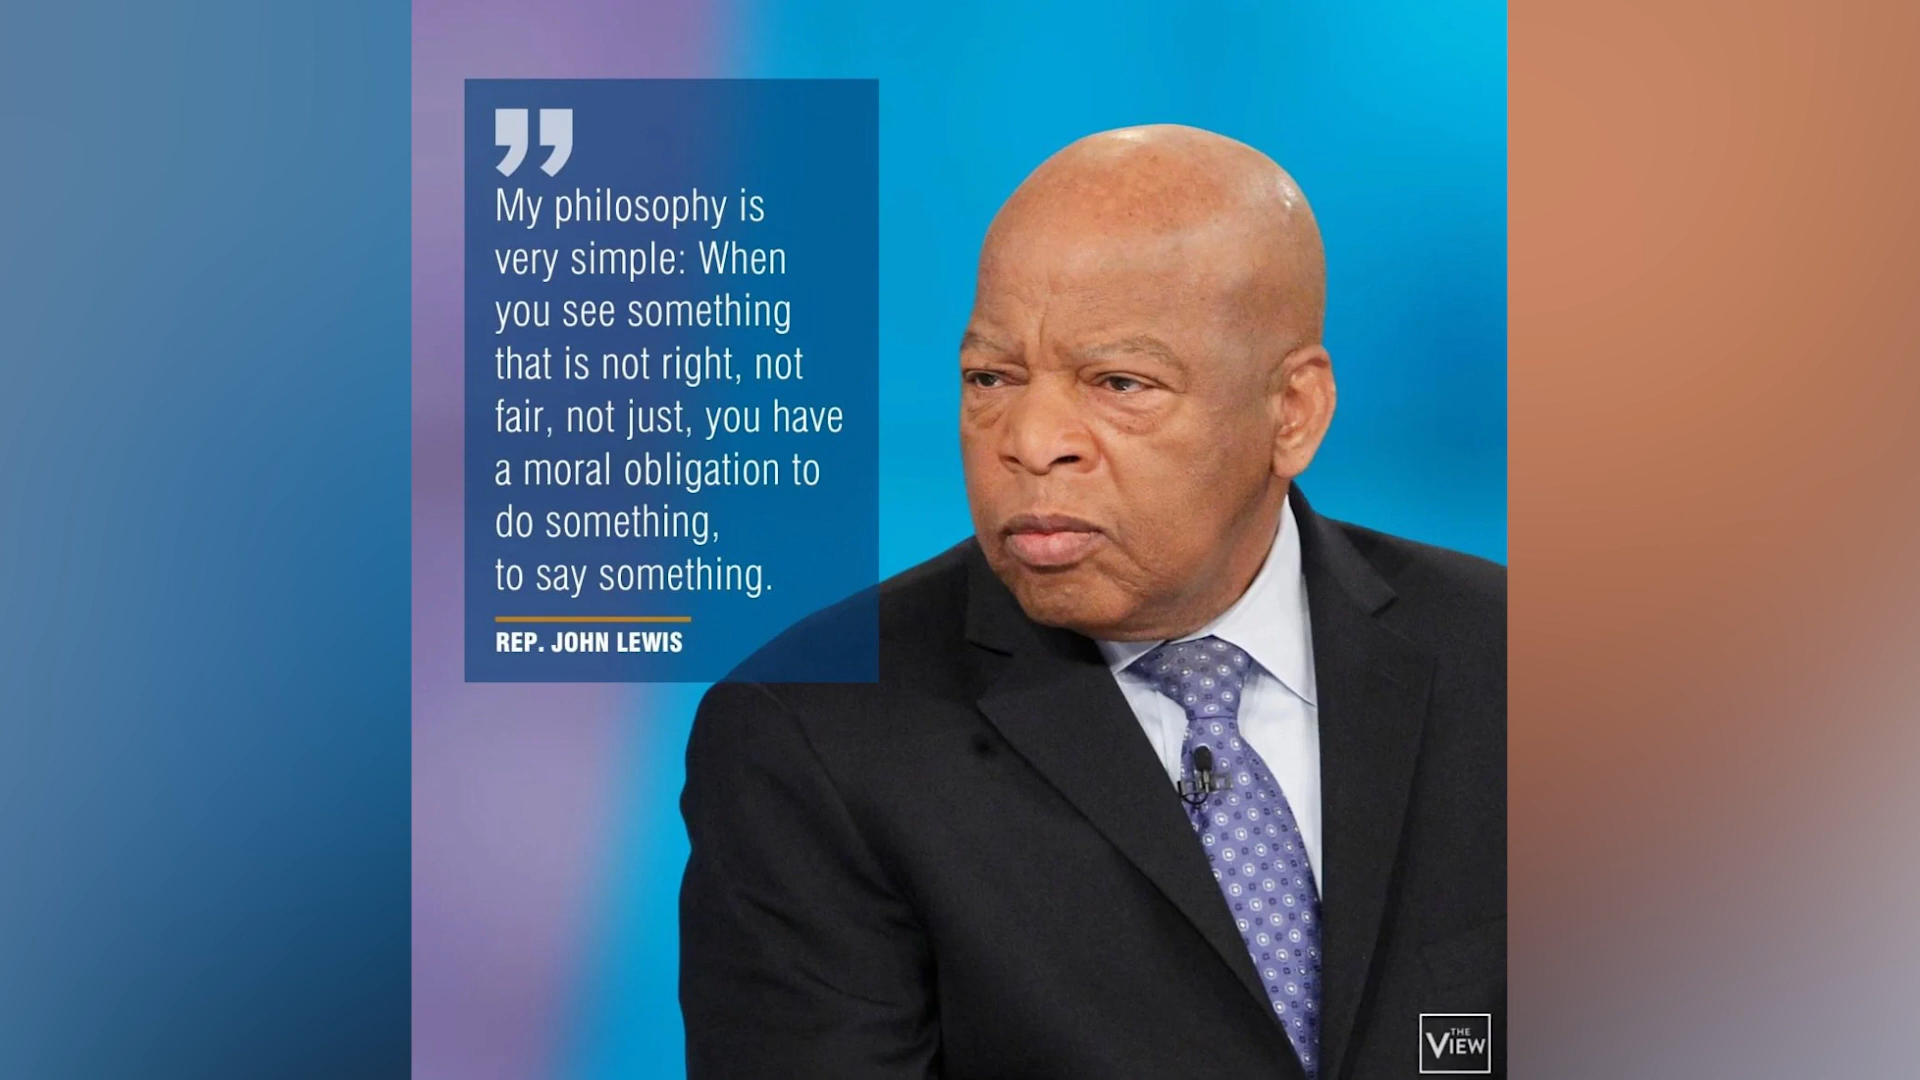 ”
My philosophy is
very simple: When
you see something
that is not right, not
fair, not just, you have
a moral obligation to
do something,
to say something.
REP. JOHN LEWIS
THE
VIEW